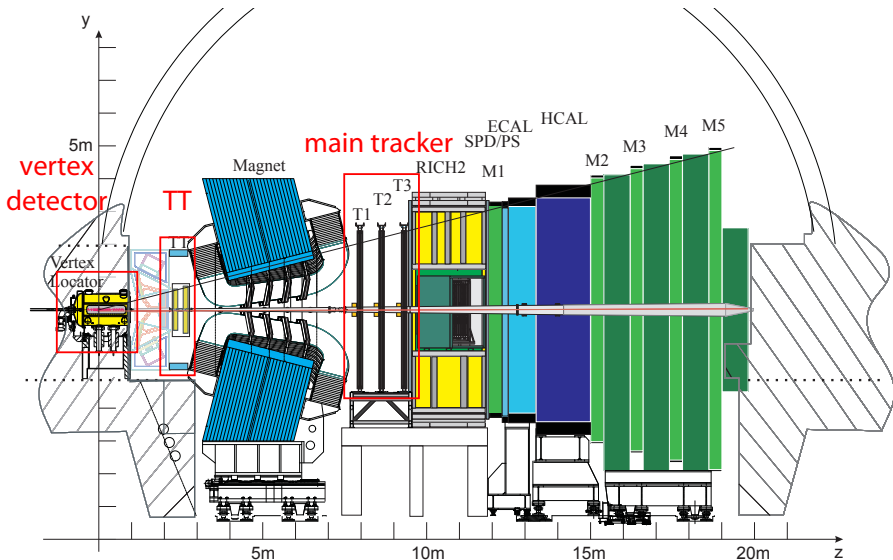 y
5m
vertex
detector
TT
TT
Vertex
Locator
Magnet
main tracker
T1
T2
T3
RICH2
SPD/PS
ECAL
HCAL
M1
M2
M3
M4
M5
5m
10m
15m
20m
z